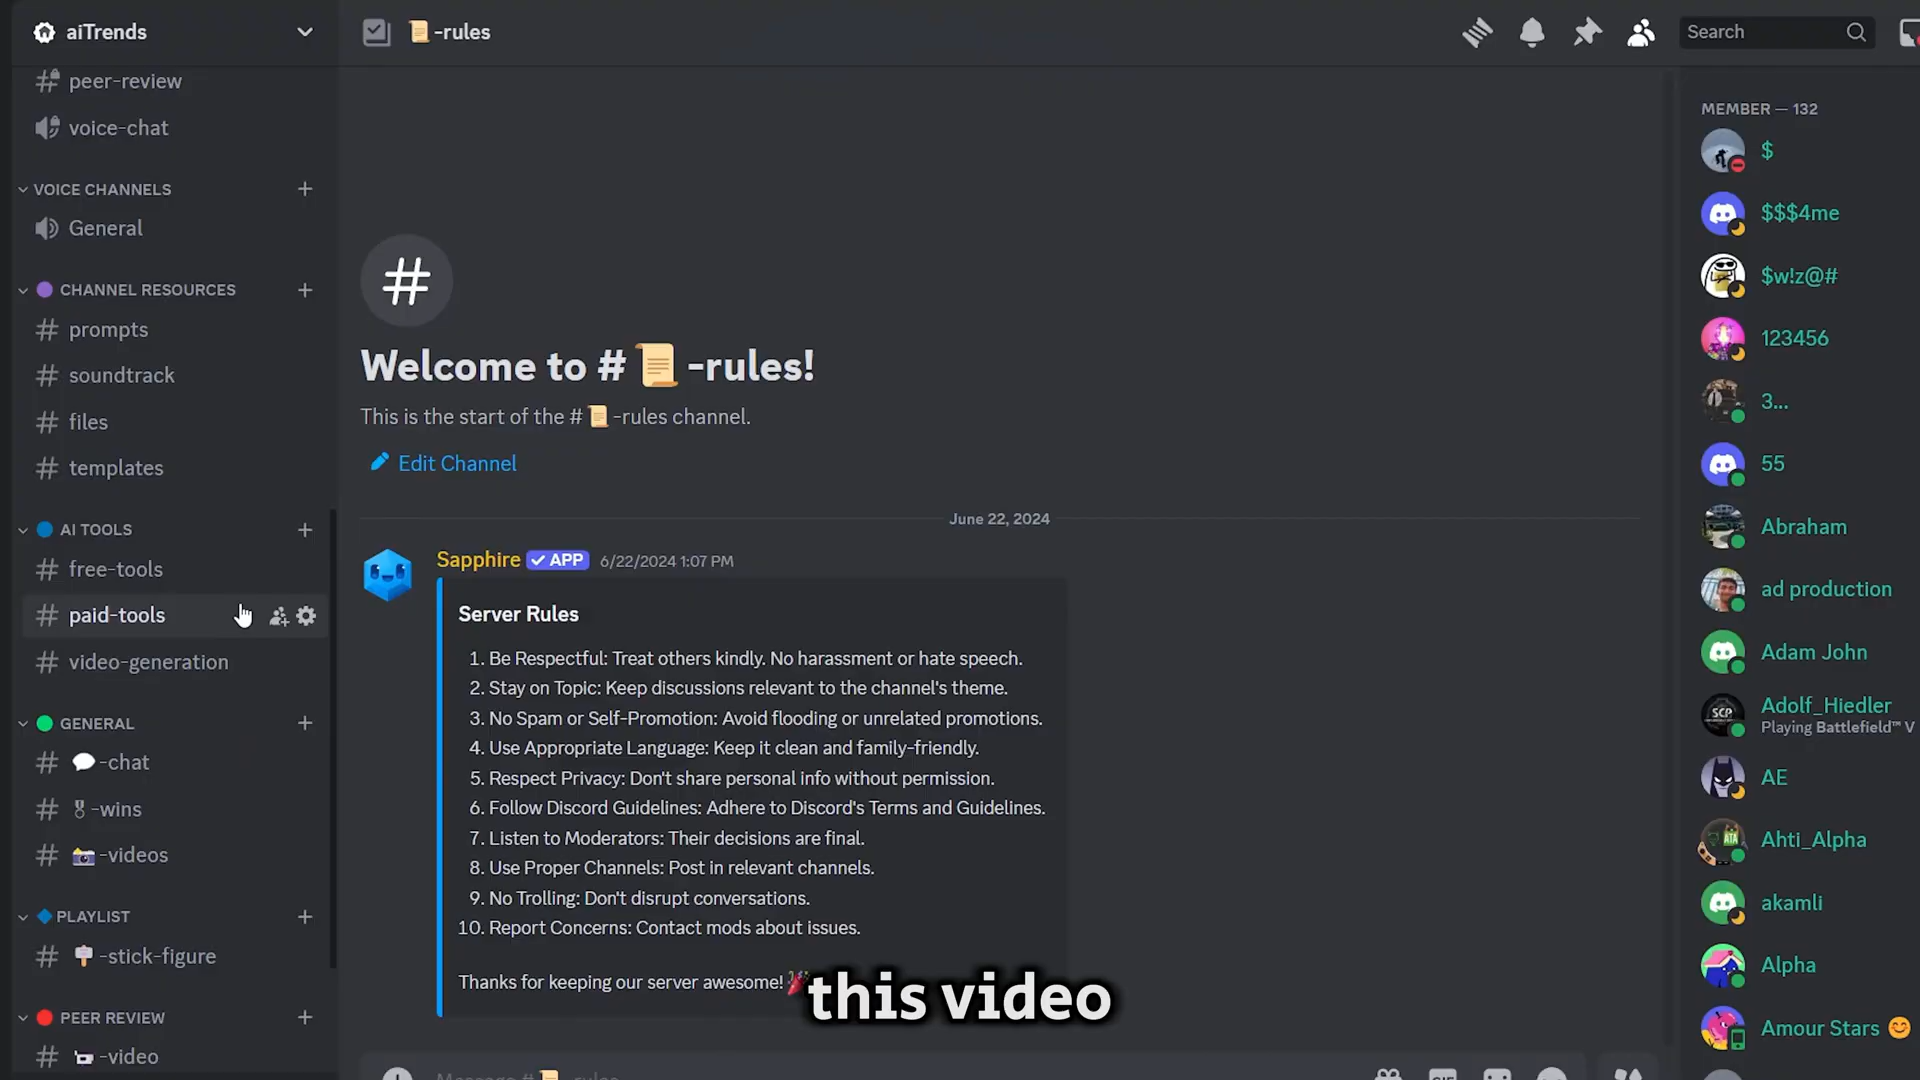 aiTrends
peer-review
voice-chat
VOICE CHANNELS
General
CHANNEL RESOURCES
prompts
soundtrack
files
templates
AI TOOLS
free-tools
paid-tools
video-generation
GENERAL
💬-chat
🎖-wins
📸-videos
PLAYLIST
🪧-stick-figure
PEER REVIEW
📽-video
📜-rules
Search
#
Welcome to #📜-rules!
This is the start of the #📜-rules channel.
Edit Channel
June 22, 2024
Sapphire ✓ APP 6/22/2024 1:07 PM
Server Rules
1. Be Respectful: Treat others kindly. No harassment or hate speech.
2. Stay on Topic: Keep discussions relevant to the channel's theme.
3. No Spam or Self-Promotion: Avoid flooding or unrelated promotions.
4. Use Appropriate Language: Keep it clean and family-friendly.
5. Respect Privacy: Don't share personal info without permission.
6. Follow Discord Guidelines: Adhere to Discord's Terms and Guidelines.
7. Listen to Moderators: Their decisions are final.
8. Use Proper Channels: Post in relevant channels.
9. No Trolling: Don't disrupt conversations.
10. Report Concerns: Contact mods about issues.
Thanks for keeping our server awesome! 🎉
this video
MEMBER — 132
$
$$$4me
$w!z@#
123456
3...
55
Abraham
ad production
Adam John
Adolf_Hiedler
Playing Battlefield™ V
AE
Ahti_Alpha
akamli
Alpha
Amour Stars 😊